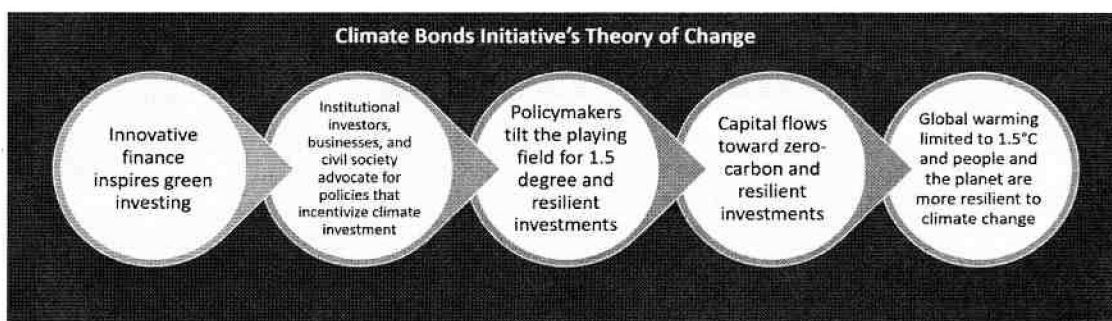 Climate Bonds Initiative's Theory of Change
Innovative
finance
inspires green
investing
Institutional
investors,
businesses, and
civil society
advocate for
policies that
incentivize climate
investment
Policymakers
tilt the playing
field for 1.5
degree and
resilient
investments
Capital flows
toward zero-
carbon and
resilient
investments
Global warming
limited to 1.5°C
and people and
the planet are
more resilient to
climate change